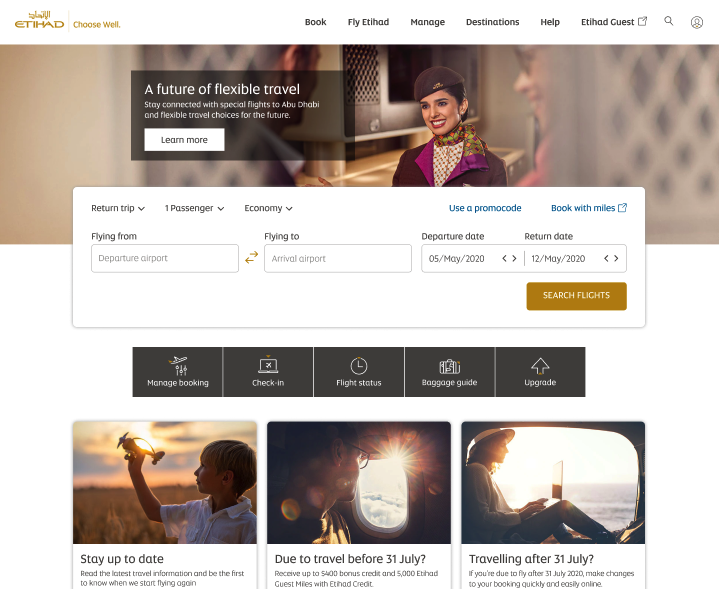 الإتحاد
ETIHAD
Choose Well.
Book
Fly Etihad
Manage
Destinations
Help
Etihad Guest
A future of flexible travel
Stay connected with special flights to Abu Dhabi
and flexible travel choices for the future.
Learn more
Return trip
1 Passenger
Economy
Use a promocode
Book with miles
Flying from
Flying to
Departure date
Return date
Departure airport
Arrival airport
05/May/2020
12/May/2020
SEARCH FLIGHTS
Manage booking
Check-in
Flight status
Baggage guide
Upgrade
Stay up to date
Read the latest travel information and be the first
to know when we start flying again
Due to travel before 31 July?
Receive up to $400 bonus credit and 5,000 Etihad
Guest Miles with Etihad Credit.
Travelling after 31 July?
If you're due to fly after 31 July 2020, make changes
to your booking quickly and easily online.